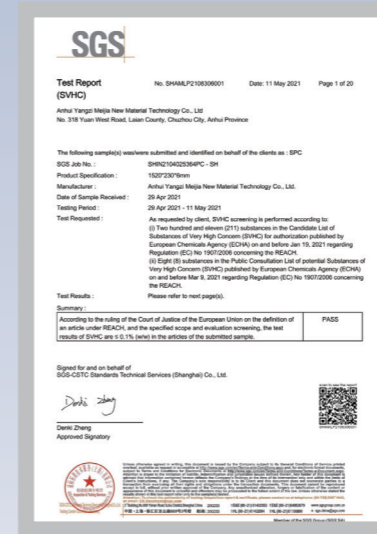 SGS
Test Report No. SHAMLP2108306001 Date: 11 May 2021 Page 1 of 20
(SVHC)
Anhui Yangzi Meijia New Material Technology Co., Ltd
No. 318 Yuan West Road, Laian County, Chuzhou City, Anhui Province
The following sample(s) was/were submitted and identified on behalf of the clients as : SPC
SGS Job No. : SHIN2104025364PC - SH
Product Specification : 1520*230*6mm
Manufacturer : Anhui Yangzi Meijia New Material Technology Co., Ltd.
Date of Sample Received : 29 Apr 2021
Testing Period : 29 Apr 2021 - 11 May 2021
Test Requested : As requested by client, SVHC screening is performed according to:
(i) Two hundred and eleven (211) substances in the Candidate List of
Substances of Very High Concern (SVHC) for authorization published by
European Chemicals Agency (ECHA) on and before Jan 19, 2021 regarding
Regulation (EC) No 1907/2006 concerning the REACH.
(ii) Eight (8) substances in the Public Consultation List of potential Substances of
Very High Concern (SVHC) published by European Chemicals Agency (ECHA)
on and before Mar 9, 2021 regarding Regulation (EC) No 1907/2006 concerning
the REACH.
Test Results : Please refer to next page(s).
Summary :
According to the ruling of the Court of Justice of the European Union on the definition of PASS
an article under REACH, and the specified scope and evaluation screening, the test
results of SVHC are ≤ 0.1% (w/w) in the articles of the submitted sample.
Signed for and on behalf of
SGS-CSTC Standards Technical Services (Shanghai) Co., Ltd.
Denki Zheng
Denki Zheng
Approved Signatory
Member of the SGS Group (SGS SA)